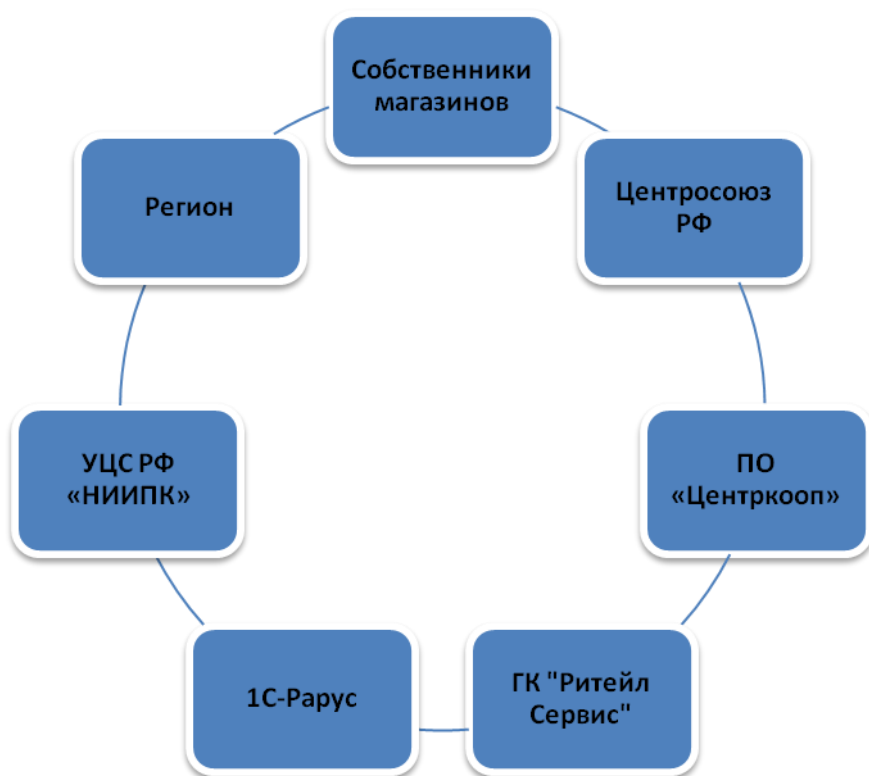 Собственники
магазинов
Центросоюз
РФ
ПО
«Центркооп»
ГК "Ритейл
Сервис"
1С-Рарус
УЦС РФ
«НИИПК»
Регион